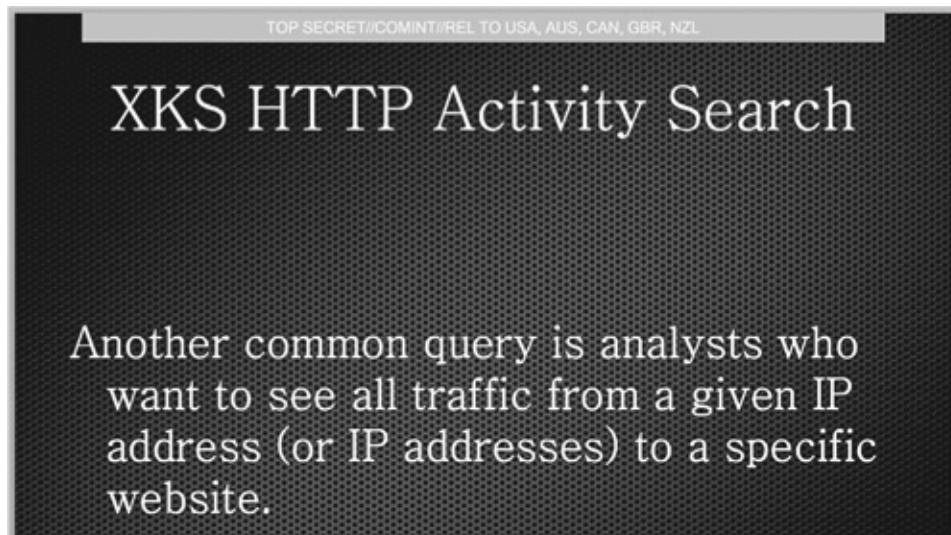 TOP SECRET//COMINT//REL TO USA, AUS, CAN, GBR, NZL
XKS HTTP Activity Search
Another common query is analysts who
want to see all traffic from a given IP
address (or IP addresses) to a specific
website.